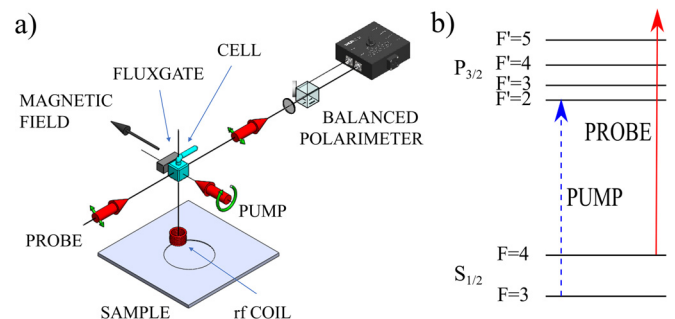 a)
CELL
FLUXGATE
MAGNETIC
FIELD
BALANCED
POLARIMETER
PUMP
PROBE
SAMPLE
rf COIL
b)
F'=5
P3/2
F'=4
F'=3
F'=2
PROBE
PUMP
F=4
S1/2
F=3